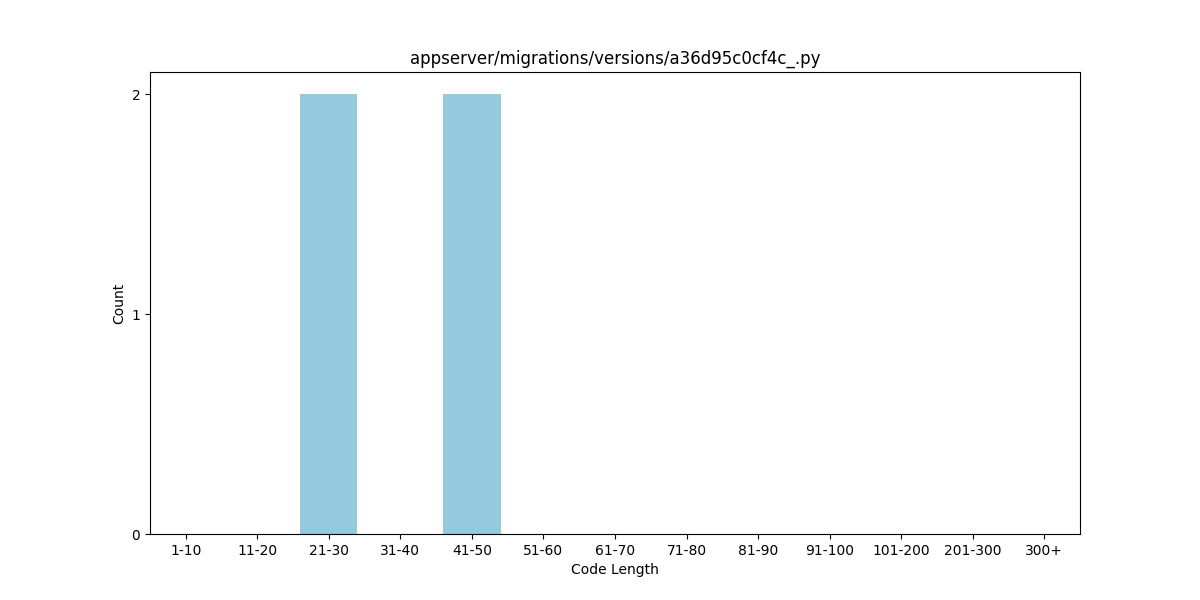 appserver/migrations/versions/a36d95c0cf4c_.py
2
1
0
Count
1-10 11-20 21-30 31-40 41-50 51-60 61-70 71-80 81-90 91-100 101-200 201-300 300+
Code Length